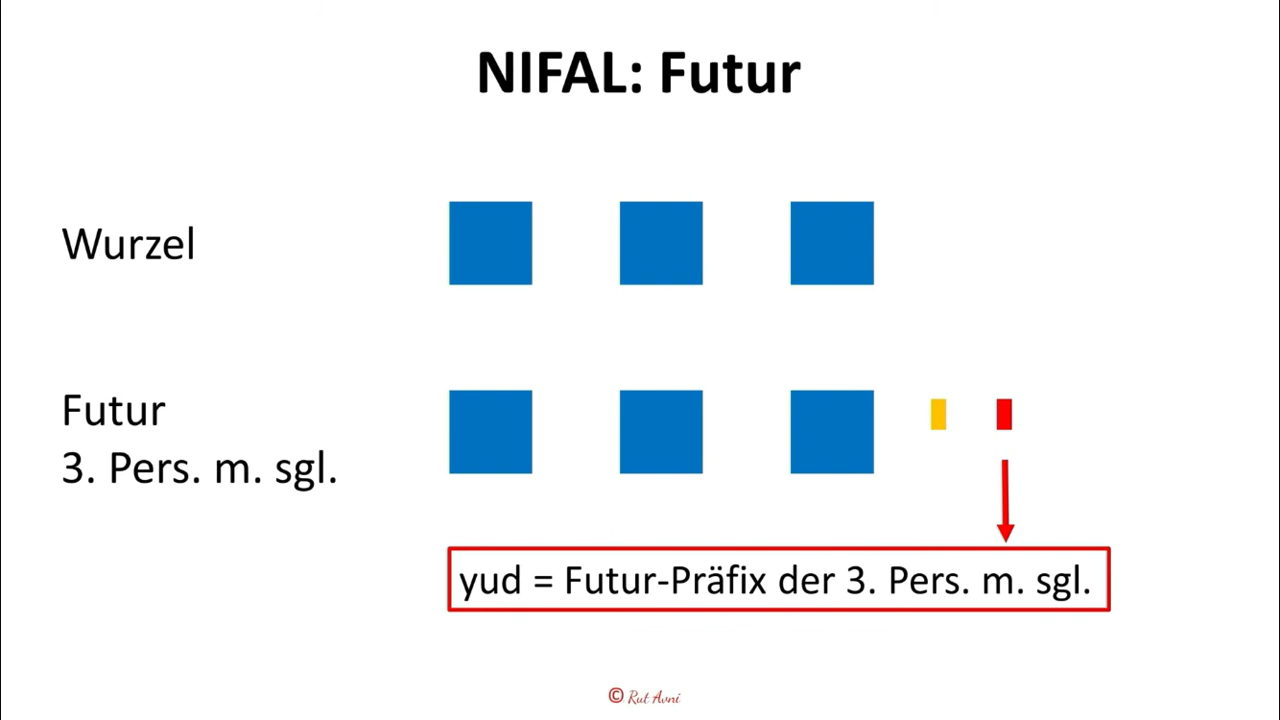 NIFAL: Futur
Wurzel
Futur
3. Pers. m. sgl.
yud = Futur-Präfix der 3. Pers. m. sgl.
© Rut Avni